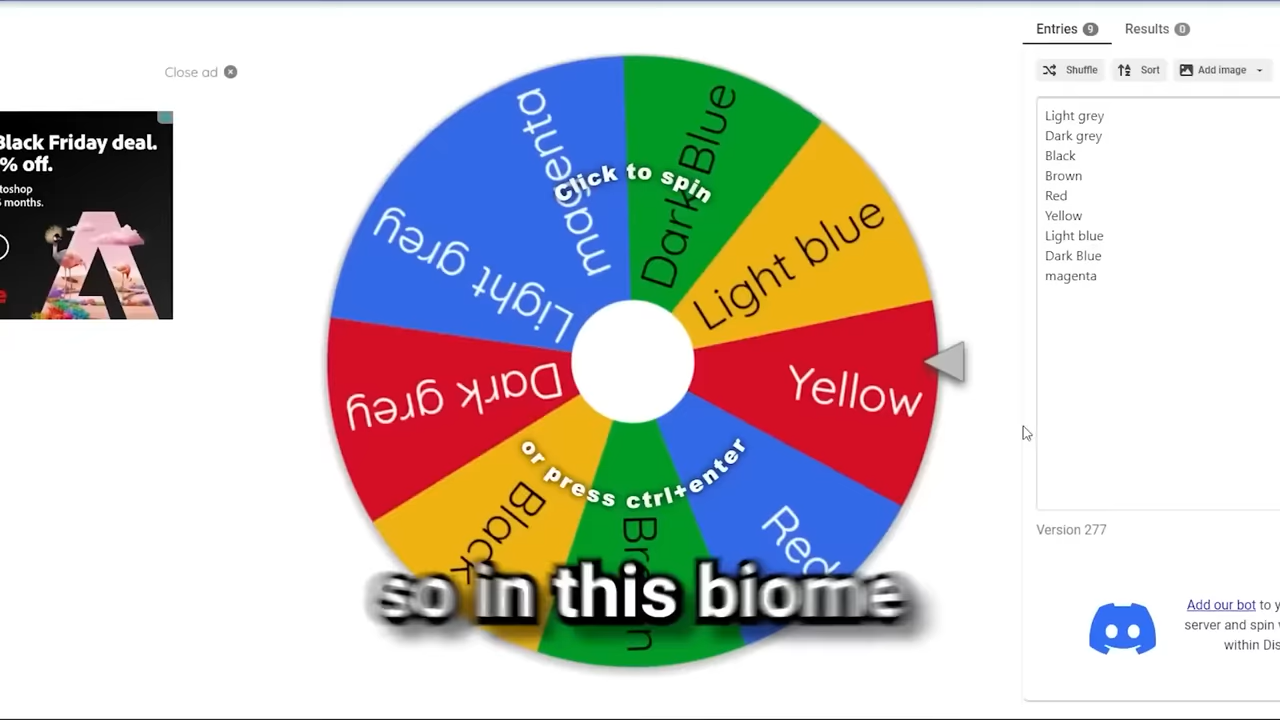 Close ad
Black Friday deal.
% off.
months.
magenta
Dark Blue
Light blue
Yellow
Red
Brown
Black
Dark grey
Light grey
Click to spin
or press ctrl+enter
so in this biome
Entries 9
Results 0
Shuffle
Sort
Add image
Light grey
Dark grey
Black
Brown
Red
Yellow
Light blue
Dark Blue
magenta
Version 277
Add our bot to
server and spin
within